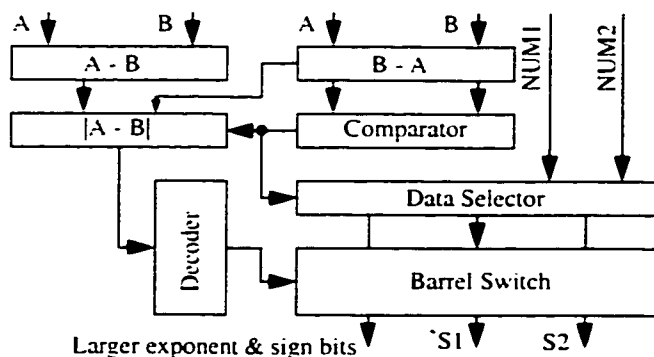 A B A B
A - B
B - A
NUM1
NUM2
|A - B|
Comparator
Data Selector
Decoder
Barrel Switch
Larger exponent & sign bits
`S1
S2